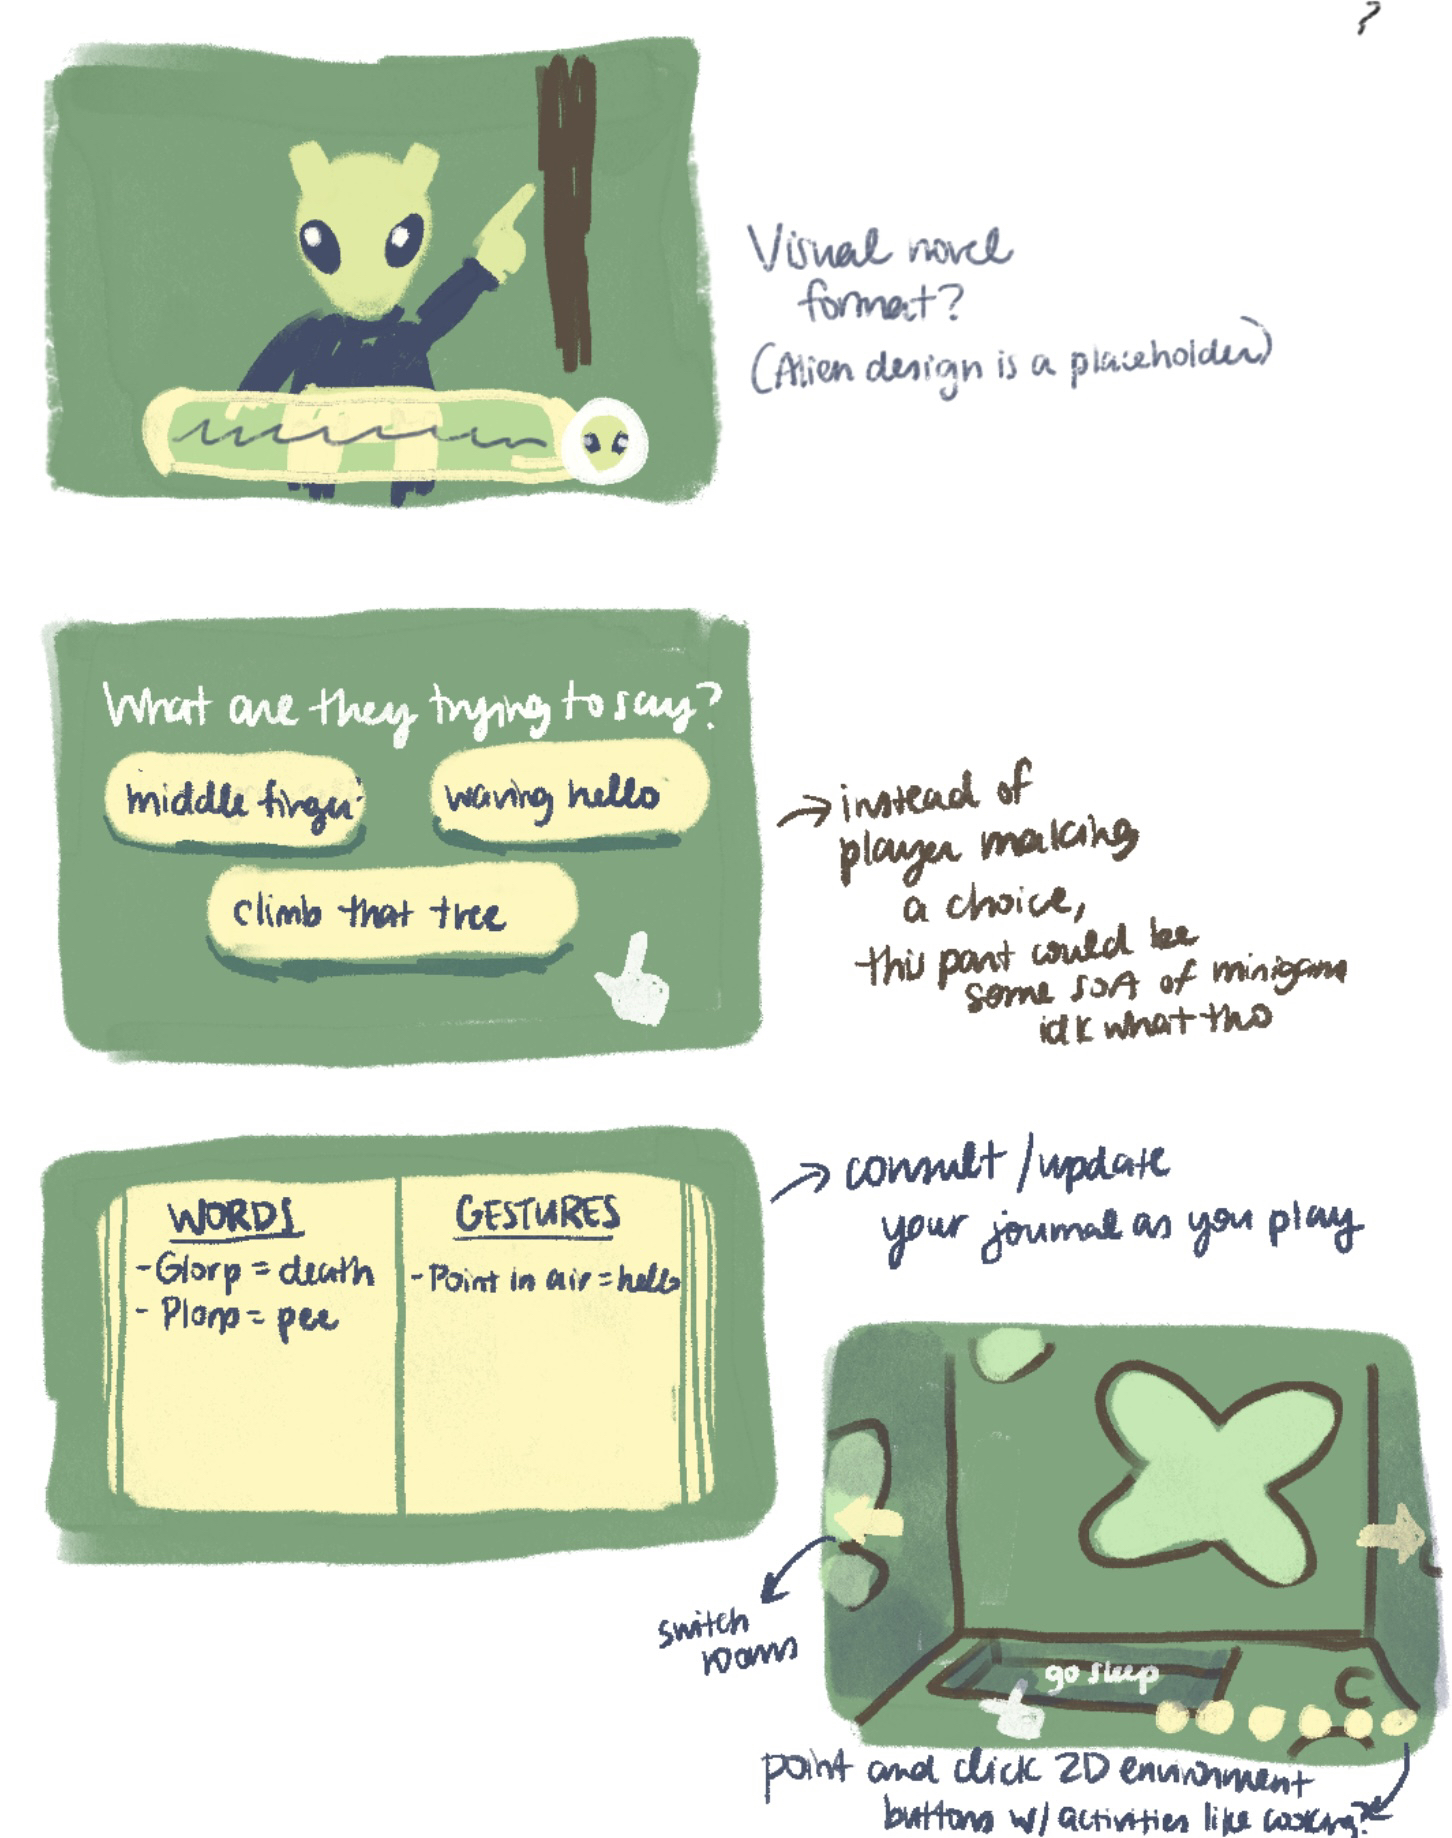 ?
Visual novel
format?
(Alien design is a placeholder)
What are they trying to say?
middle finger
waving hello
climb that tree
→ instead of
player making
a choice,
this part could be
some sort of minigame
idk what tho
WORDS
- Glorp = death
- Plorp = pee
GESTURES
- Point in air = hello
→ consult / update
your journal as you play
switch
rooms
go sleep
point and click 2D environment
buttons w/ activities like cooking?